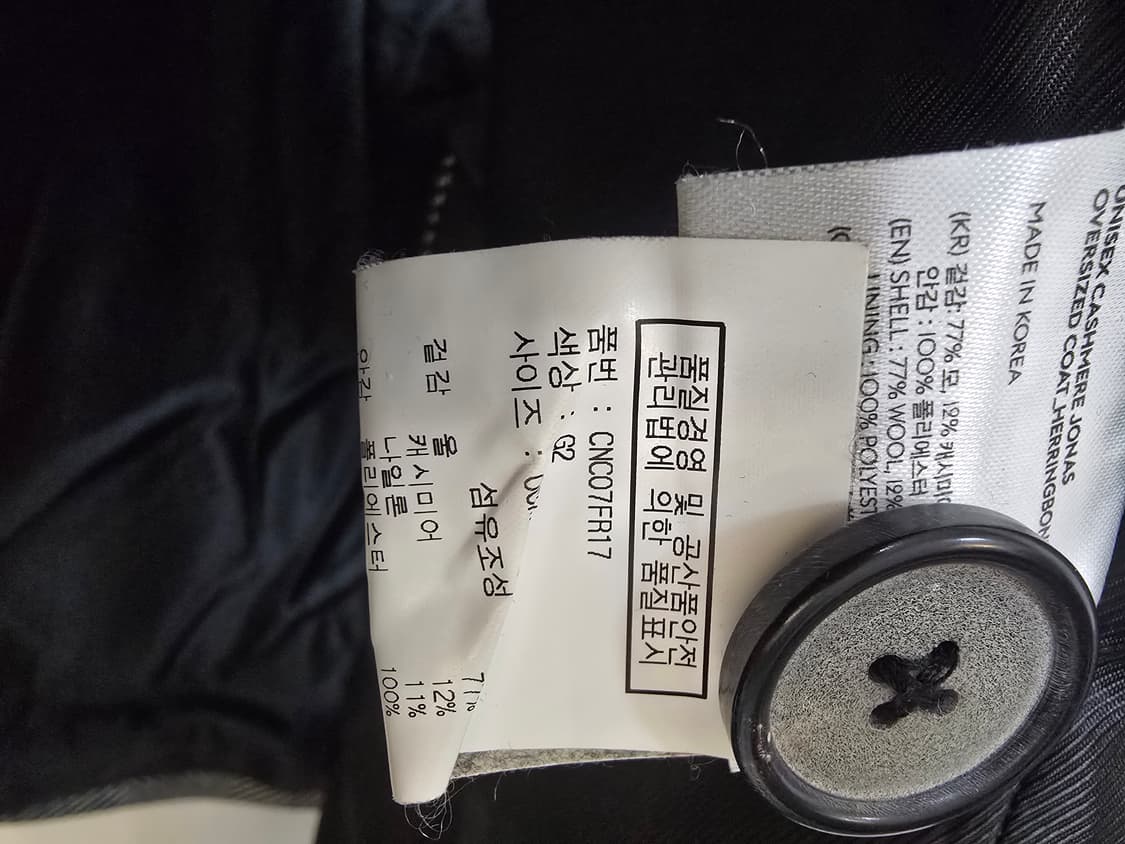 UNISEX CASHMERE JONAS
OVERSIZED COAT_HERRINGBON
MADE IN KOREA
(KR) 겉감: 77% 모 12% 캐시미
안감 : 100% 폴리에스터
(EN) SHELL : 77% WOOL, 12%
LINING: 100% POLYEST
품질경영 및 공산품안전
관리법에 의한 품질표시
품번 : CNC07FR17
색상 : G2
사이즈 :
섬유조성
겉감 울
캐시미어 12%
나일론 11%
안감 폴리에스터 100%